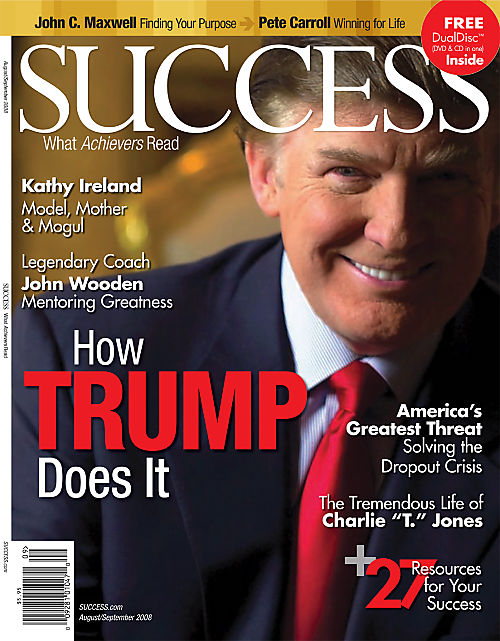 John C. Maxwell Finding Your Purpose → Pete Carroll Winning for Life
FREE
DualDisc™
(DVD & CD in one)
Inside
SUCCESS
What Achievers Read
August/September 2008
Kathy Ireland
Model, Mother
& Mogul
Legendary Coach
John Wooden
Mentoring Greatness
SUCCESS What Achievers Read
How
TRUMP
Does It
America's
Greatest Threat
Solving the
Dropout Crisis
The Tremendous Life of
Charlie “T.” Jones
+27 Resources
for Your
Success
SUCCESS.com
09>
$5.95
SUCCESS.com
August/September 2008